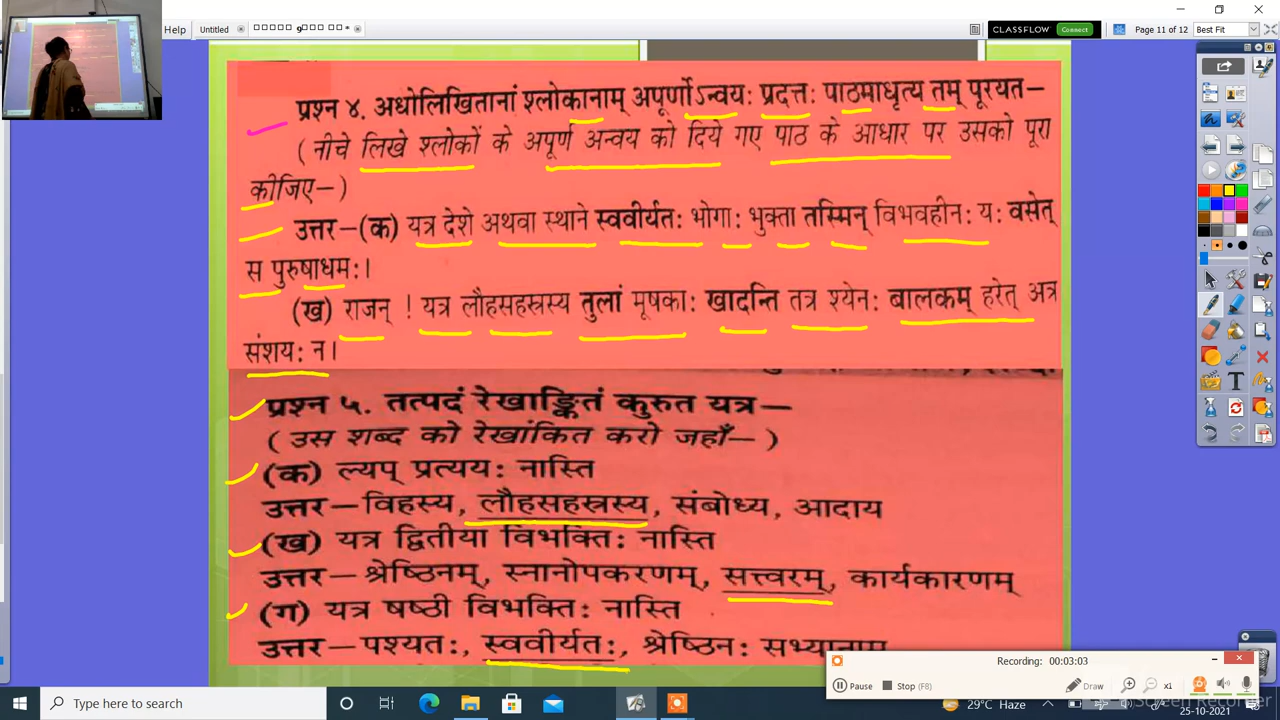 Help
Untitled
CLASSFLOW
Connect
Page 11 of 12
Best Fit
प्रश्न ४. अधोलिखितानां श्लोकानाम् अपूर्णोऽन्वयः प्रदत्तः पाठमाधृत्य तम् पूरयत–
(नीचे लिखे श्लोकों के अपूर्ण अन्वय को दिये गए पाठ के आधार पर उसको पूरा
कीजिए–)
उत्तर–(क) यत्र देशे अथवा स्थाने स्ववीर्यतः भोगाः भुक्ता तस्मिन् विभवहीनः यः वसेत्
स पुरुषाधमः।
(ख) राजन् ! यत्र लौहसहस्रस्य तुलां मूषकाः खादन्ति तत्र श्येनः बालकम् हरेत् अत्र
संशयः न।
प्रश्न ५. तत्पदं रेखाङ्कितं कुरुत यत्र–
(उस शब्द को रेखांकित करो जहाँ–)
(क) ल्यप् प्रत्ययः नास्ति
उत्तर–विहस्य, लौहसहस्रस्य, संबोध्य, आदाय
(ख) यत्र द्वितीया विभक्तिः नास्ति
उत्तर–श्रेष्ठिनम्, स्नानोपकरणम्, सत्त्वरम्, कार्यकारणम्
(ग) यत्र षष्ठी विभक्तिः नास्ति
उत्तर–पश्यतः, स्ववीर्यतः, श्रेष्ठिनः सभ्यानाम्
Recording: 00:03:03
Pause
Stop (F8)
Draw
x1
Type here to search
29°C Haze
25-10-2021